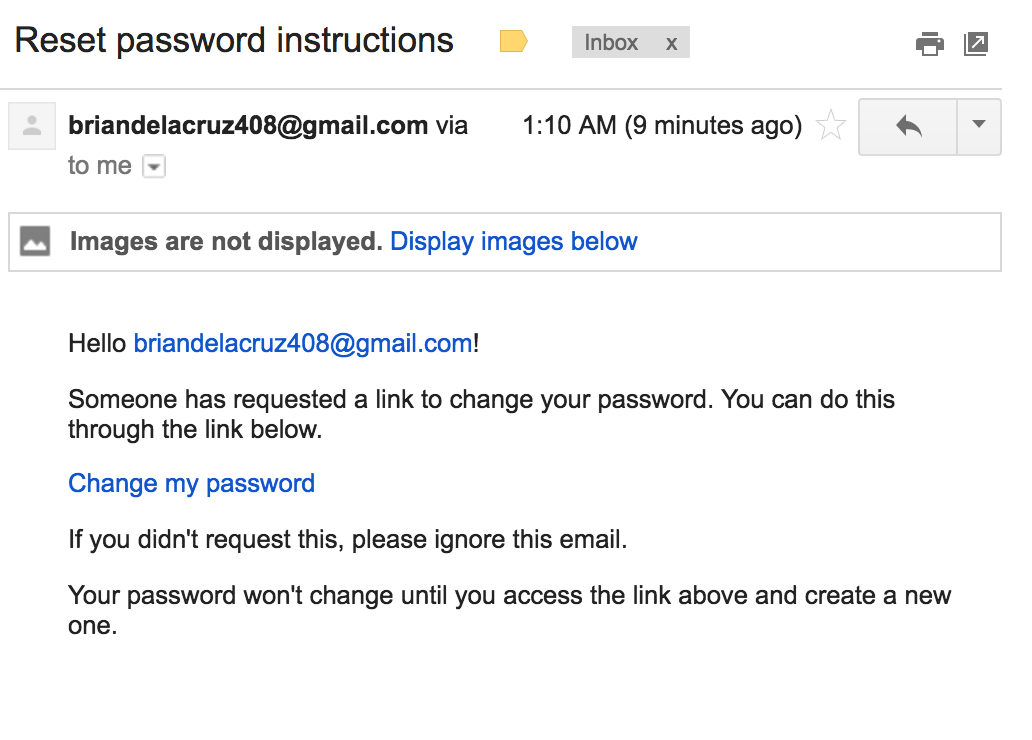 Reset password instructions
Inbox x
briandelacruz408@gmail.com via 1:10 AM (9 minutes ago)
to me
Images are not displayed. Display images below
Hello briandelacruz408@gmail.com!
Someone has requested a link to change your password. You can do this
through the link below.
Change my password
If you didn't request this, please ignore this email.
Your password won't change until you access the link above and create a new
one.